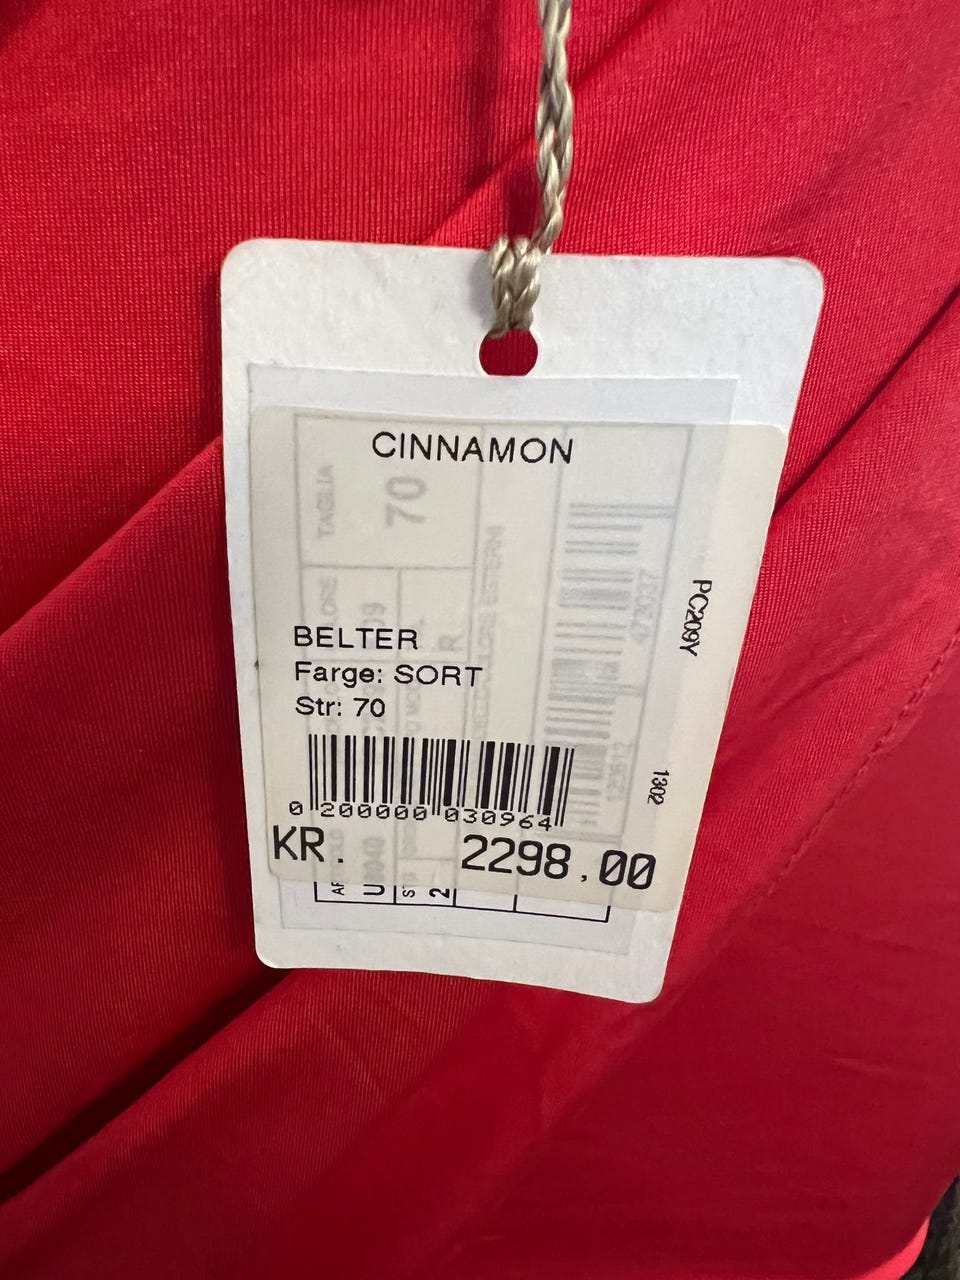 CINNAMON
TAGLIA
70
BELTER
Farge: SORT
Str: 70
0 200000 030964
KR. 2298,00
PC209Y
1302